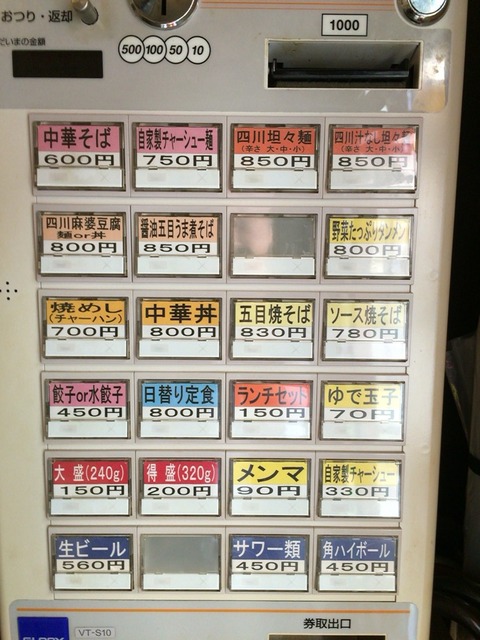 おつり・返却
1000
だいまの金額
500 100 50 10
中華そば
600円
自家製チャーシュー麺
750円
四川坦々麺
(辛さ 大・中・小)
850円
四川汁なし坦々麺
(辛さ 大・中・小)
850円
四川麻婆豆腐
麺or丼
800円
醤油五目うま煮そば
850円
野菜たっぷりタンメン
800円
焼めし
(チャーハン)
700円
中華丼
800円
五目焼そば
830円
ソース焼そば
780円
餃子or水餃子
450円
日替り定食
800円
ランチセット
150円
ゆで玉子
70円
大盛(240g)
150円
得盛(320g)
200円
メンマ
90円
自家製チャーシュー
330円
生ビール
560円
サワー類
450円
角ハイボール
450円
VT-S10
券取出口